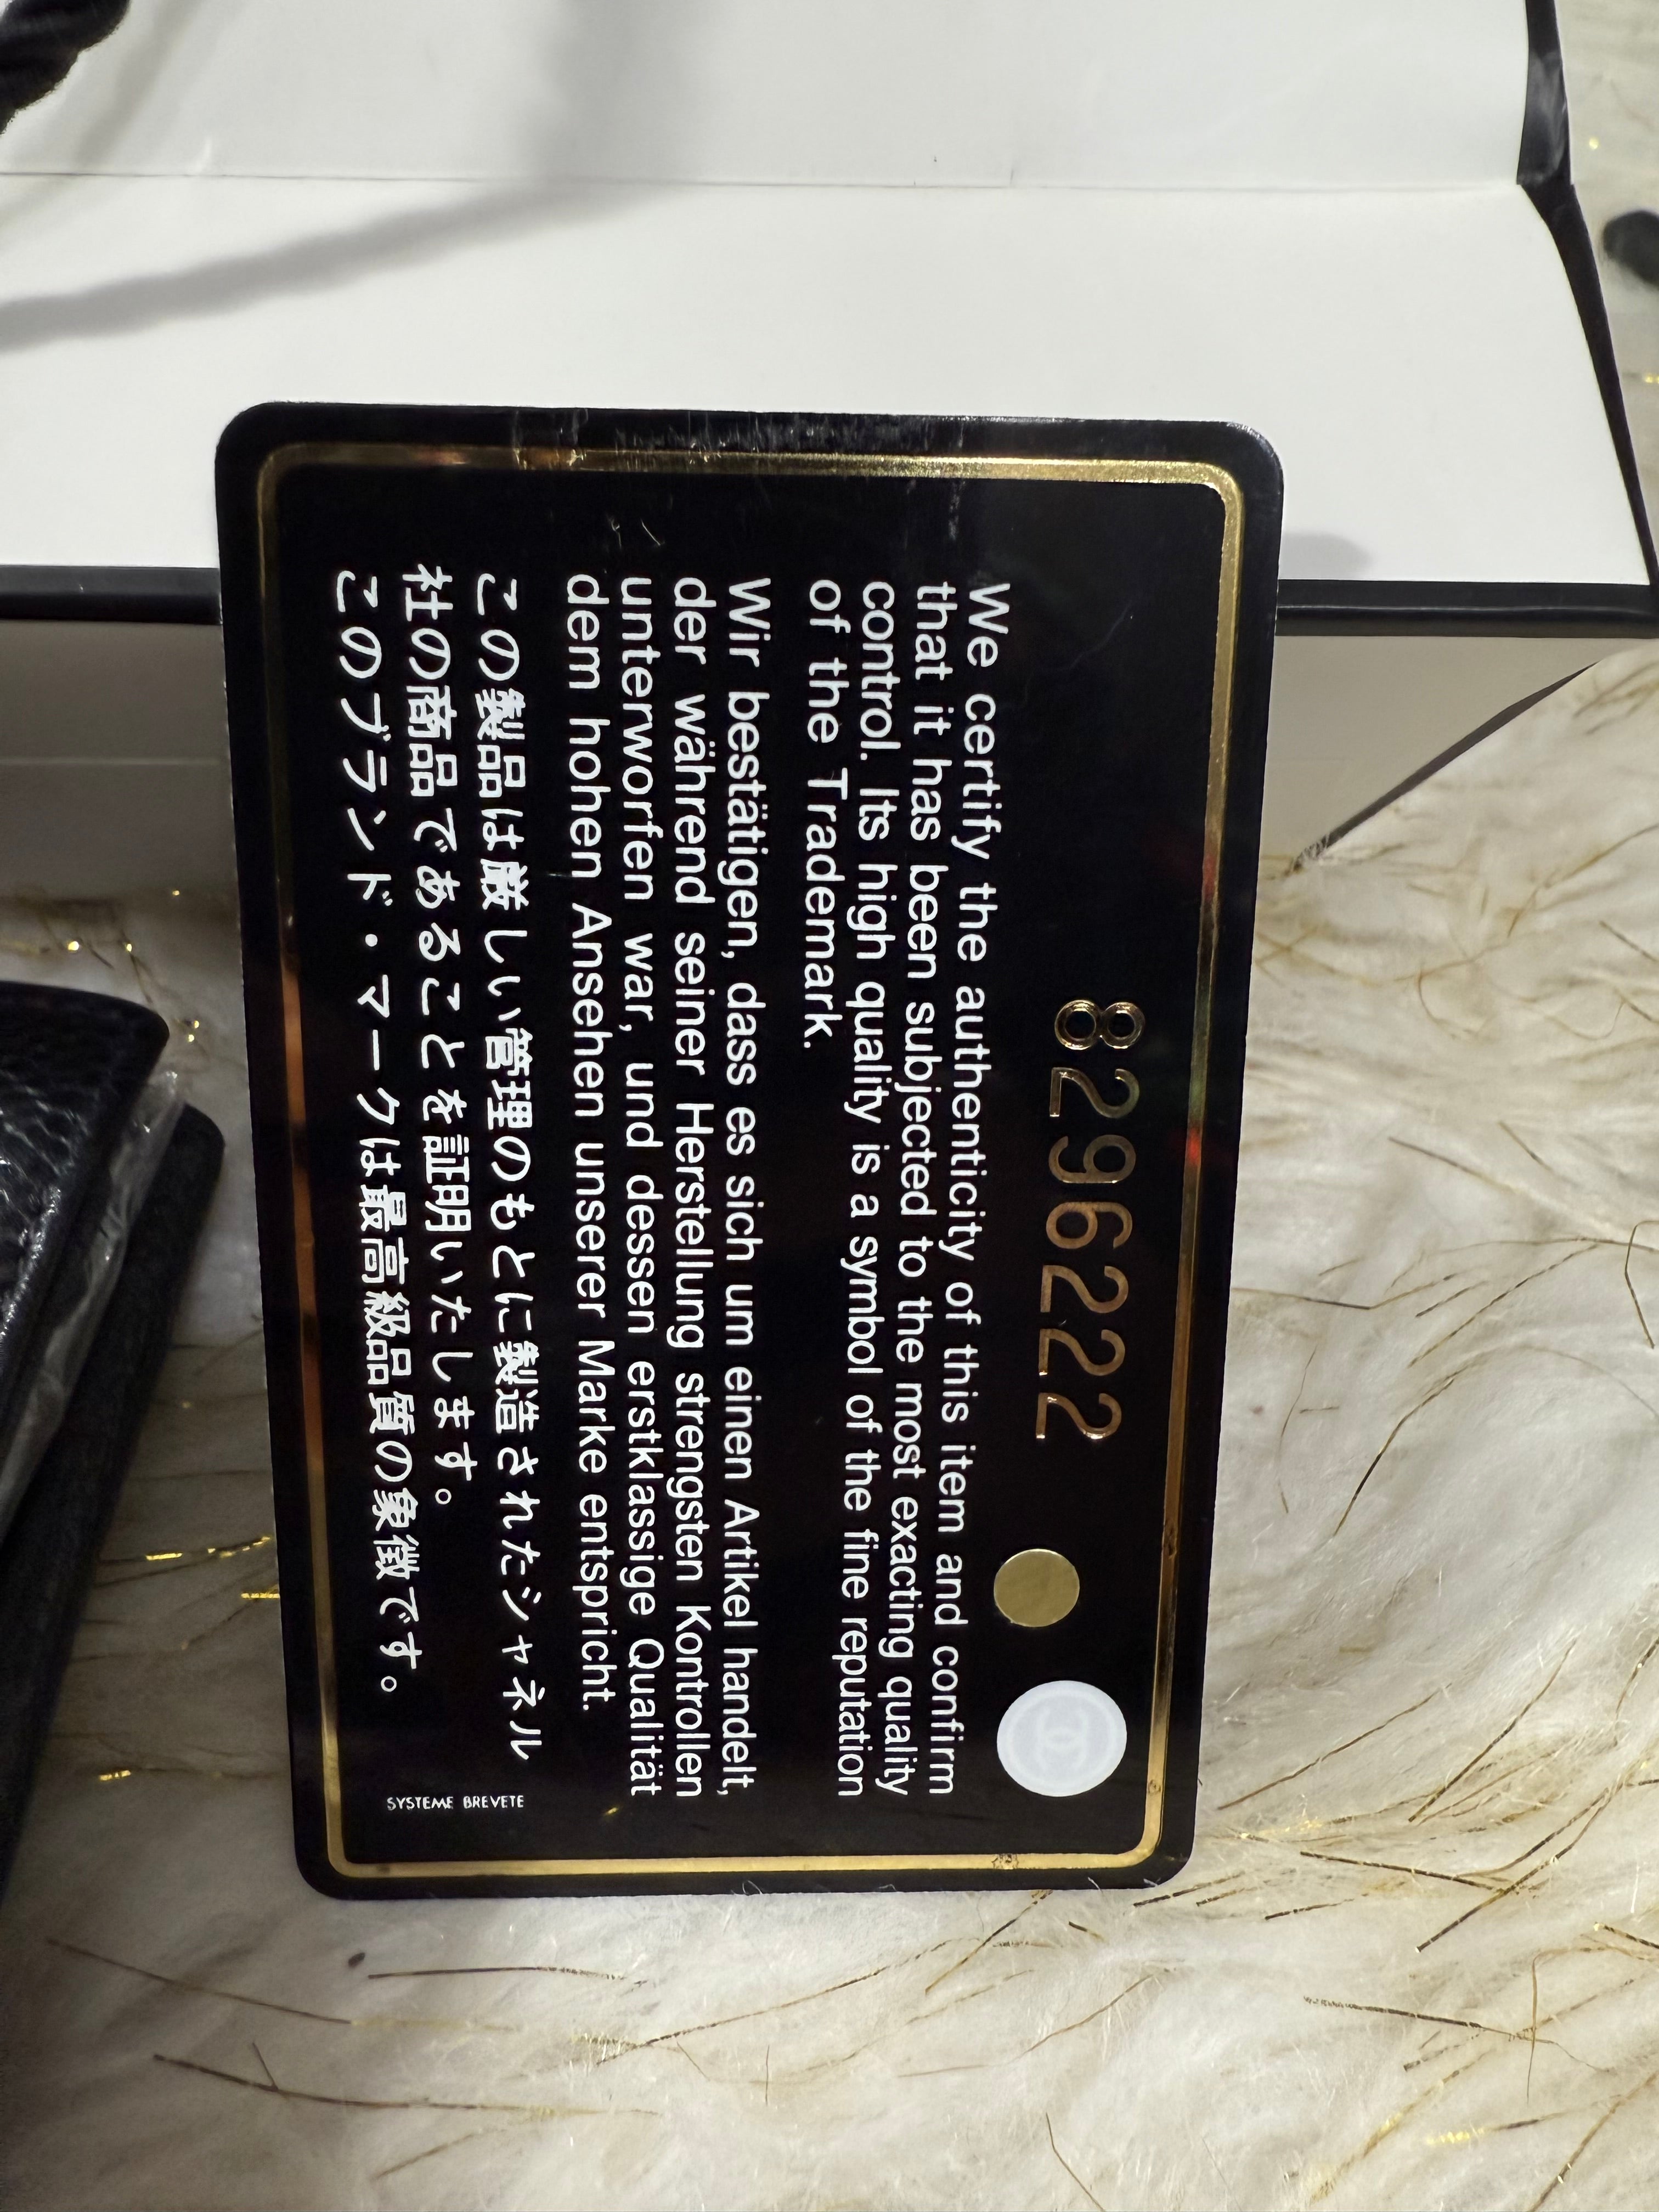 8296222
We certify the authenticity of this item and confirm
that it has been subjected to the most exacting quality
control. Its high quality is a symbol of the fine reputation
of the Trademark.
Wir bestätigen, dass es sich um einen Artikel handelt,
der während seiner Herstellung strengsten Kontrollen
unterworfen war, und dessen erstklassige Qualität
dem hohen Ansehen unserer Marke entspricht.
この製品は厳しい管理のもとに製造されたシャネル
社の商品であることを証明いたします。
このブランド・マークは最高級品質の象徴です。
SYSTEME BREVETE